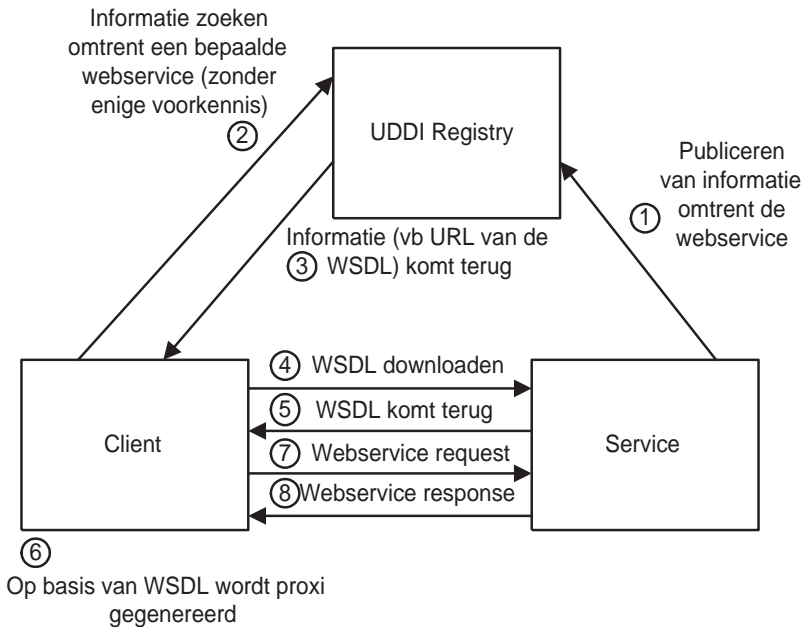 Informatie zoeken
omtrent een bepaalde
webservice (zonder
enige voorkennis)
②
UDDI Registry
Publiceren
van informatie
① omtrent de
webservice
Informatie (vb URL van de
③ WSDL) komt terug
④ WSDL downloaden
⑤ WSDL komt terug
Client
Service
⑦ Webservice request
⑧ Webservice response
⑥
Op basis van WSDL wordt proxi
gegenereerd